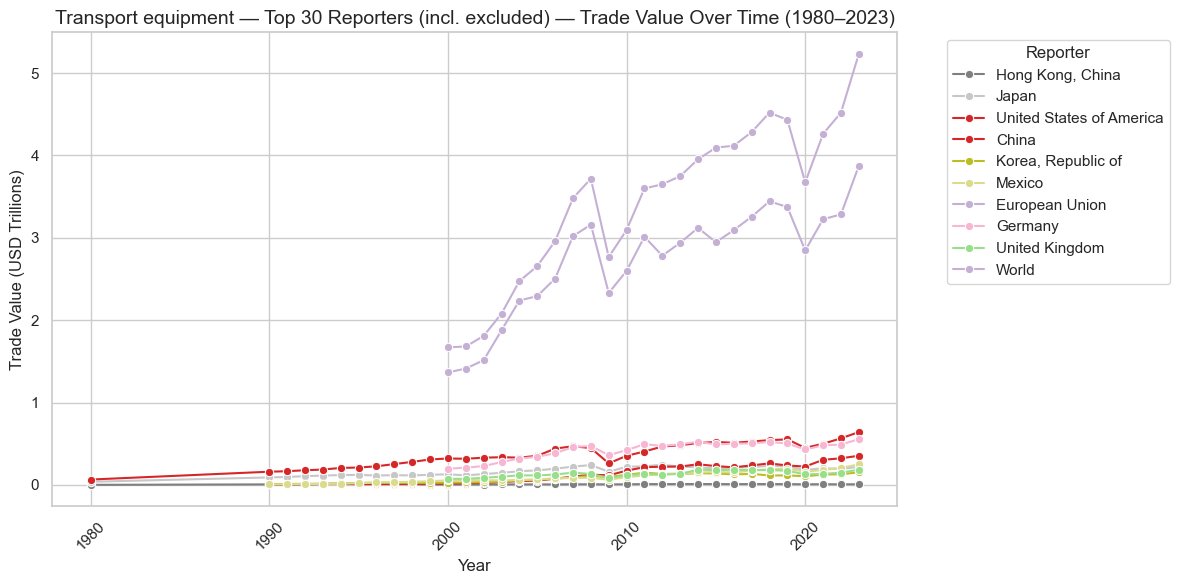 Transport equipment — Top 30 Reporters (incl. excluded) — Trade Value Over Time (1980–2023)
Trade Value (USD Trillions)
5
4
3
2
1
0
1980
1990
2000
2010
2020
Year
Reporter
Hong Kong, China
Japan
United States of America
China
Korea, Republic of
Mexico
European Union
Germany
United Kingdom
World